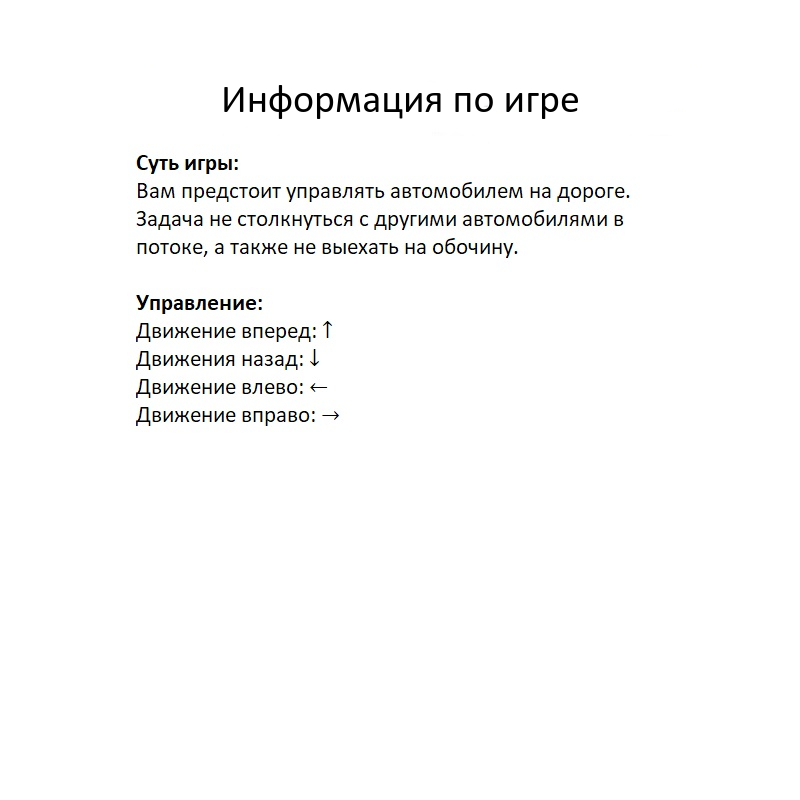 Информация по игре
Суть игры:
Вам предстоит управлять автомобилем на дороге.
Задача не столкнуться с другими автомобилями в
потоке, а также не выехать на обочину.
Управление:
Движение вперед: ↑
Движения назад: ↓
Движение влево: ←
Движение вправо: →